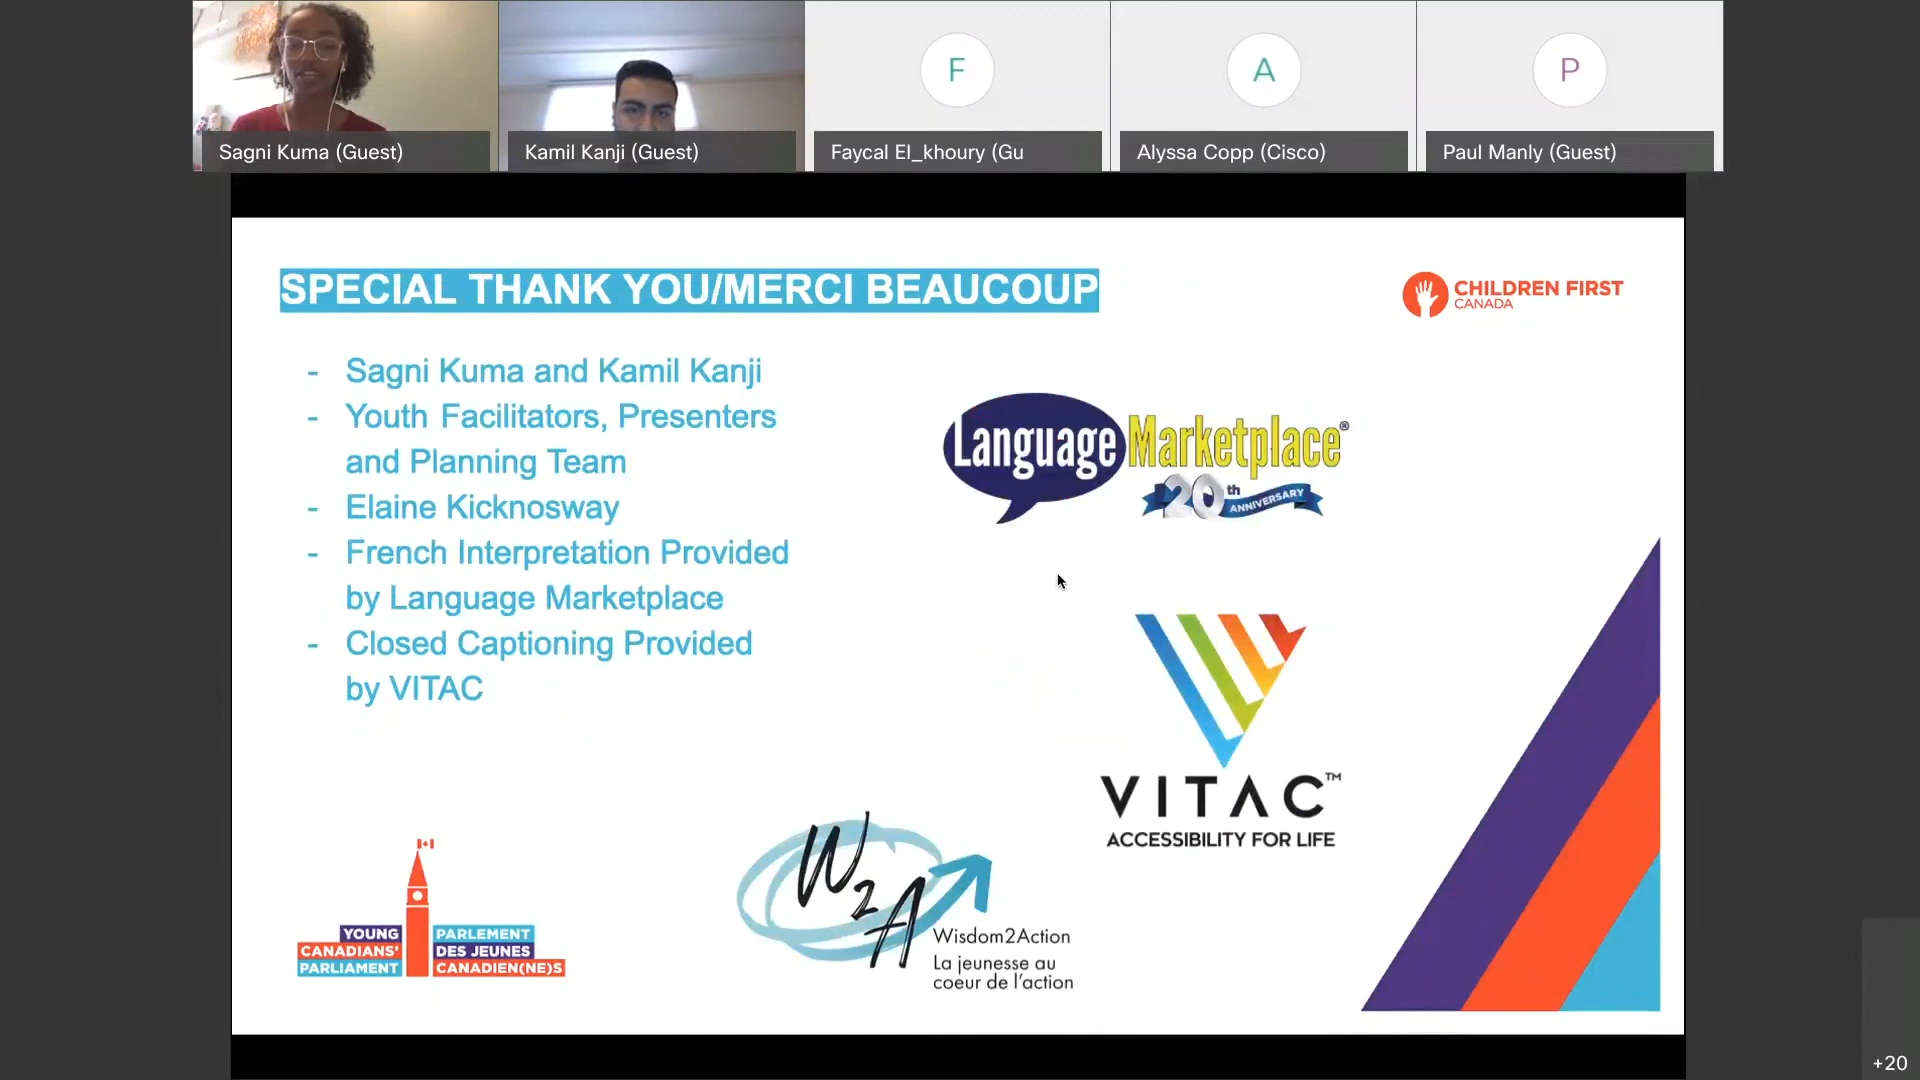 Sagni Kuma (Guest)
Kamil Kanji (Guest)
F
Faycal El_khoury (Gu
A
Alyssa Copp (Cisco)
P
Paul Manly (Guest)
SPECIAL THANK YOU/MERCI BEAUCOUP
CHILDREN FIRST
CANADA
- Sagni Kuma and Kamil Kanji
- Youth Facilitators, Presenters
and Planning Team
- Elaine Kicknosway
- French Interpretation Provided
by Language Marketplace
- Closed Captioning Provided
by VITAC
Language Marketplace®
20th ANNIVERSARY
VITAC™
ACCESSIBILITY FOR LIFE
YOUNG
CANADIANS'
PARLIAMENT
PARLEMENT
DES JEUNES
CANADIEN(NE)S
W2A
Wisdom2Action
La jeunesse au
coeur de l'action
+20